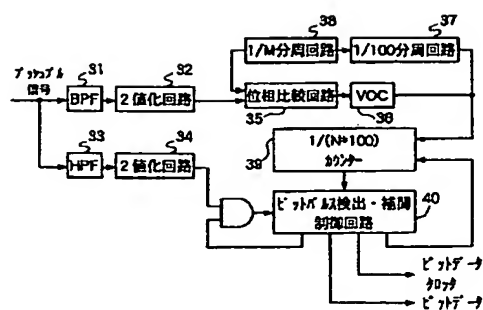 38
37
1/M分周回路
1/100分周回路
プッシュプル
信号
31
32
BPF
2値化回路
位相比較回路
VOC
35
36
33
34
HPF
2値化回路
1/(N*100)
カウンター
39
ビットパルス検出・補間
制御回路
40
ビットデータ
クロック
ビットデータ